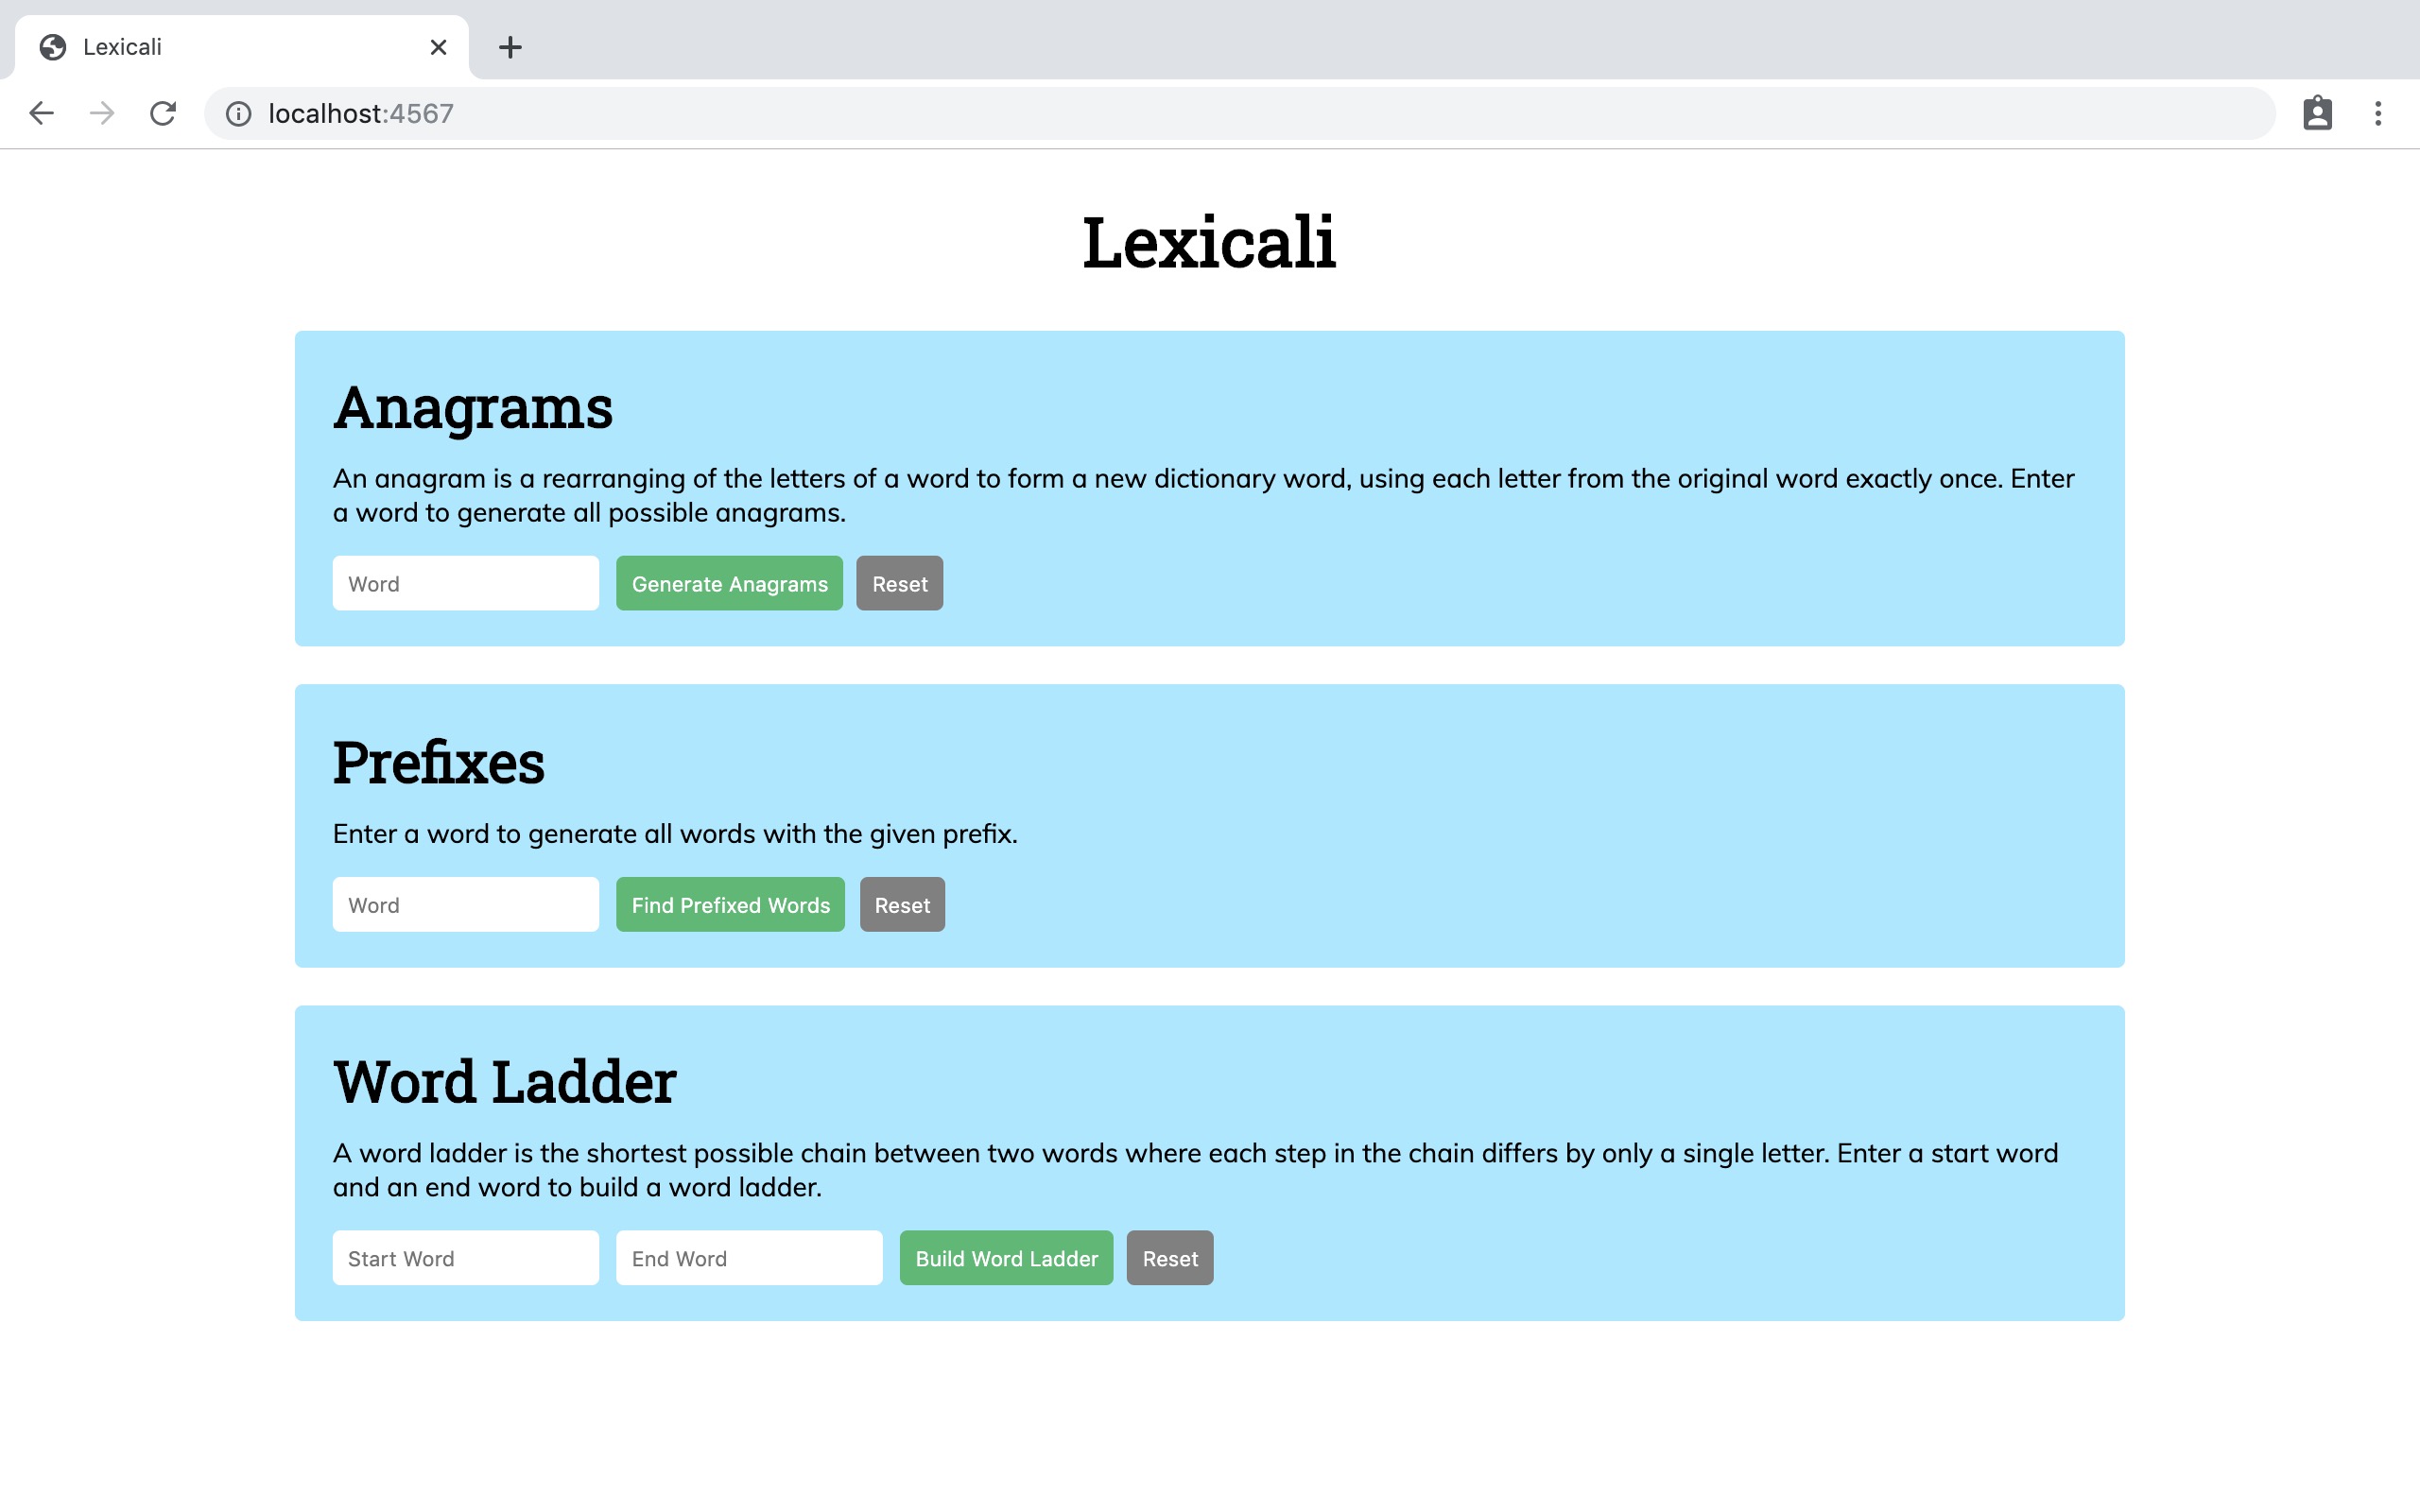 Lexicali
localhost:4567
Lexicali
Anagrams
An anagram is a rearranging of the letters of a word to form a new dictionary word, using each letter from the original word exactly once. Enter
a word to generate all possible anagrams.
Word Generate Anagrams Reset
Prefixes
Enter a word to generate all words with the given prefix.
Word Find Prefixed Words Reset
Word Ladder
A word ladder is the shortest possible chain between two words where each step in the chain differs by only a single letter. Enter a start word
and an end word to build a word ladder.
Start Word End Word Build Word Ladder Reset